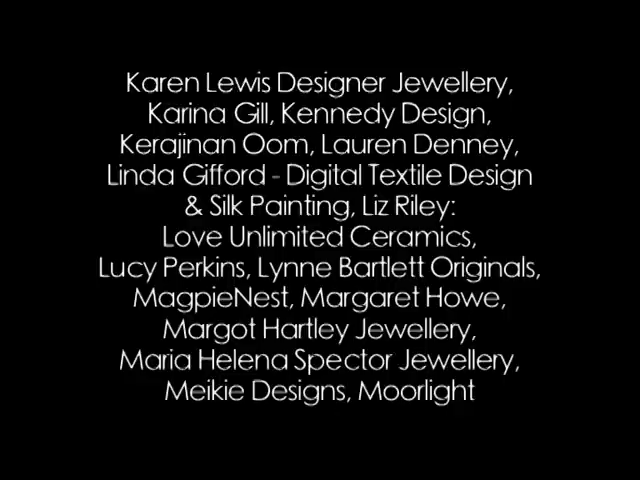 Karen Lewis Designer Jewellery,
Karina Gill, Kennedy Design,
Kerajinan Oom, Lauren Denney,
Linda Gifford - Digital Textile Design
& Silk Painting, Liz Riley:
Love Unlimited Ceramics,
Lucy Perkins, Lynne Bartlett Originals,
MagpieNest, Margaret Howe,
Margot Hartley Jewellery,
Maria Helena Spector Jewellery,
Meikie Designs, Moorlight